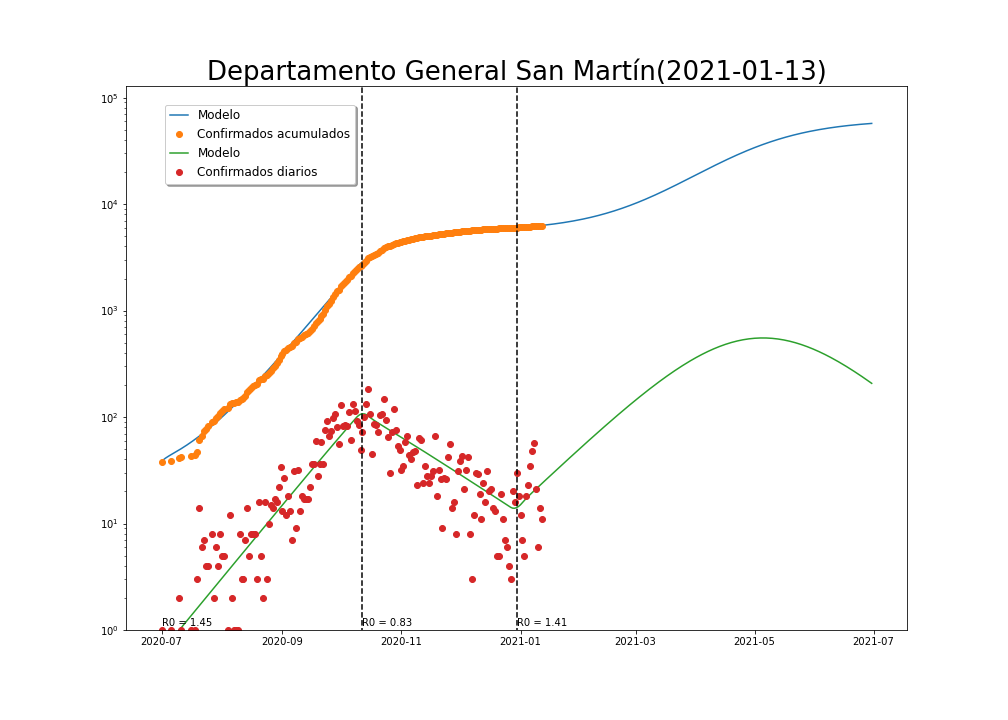 Departamento General San Martín(2021-01-13)
Modelo
Confirmados acumulados
Modelo
Confirmados diarios
10^5
10^4
10^3
10^2
10^1
10^0
R0 = 1.45
R0 = 0.83
R0 = 1.41
2020-07
2020-09
2020-11
2021-01
2021-03
2021-05
2021-07